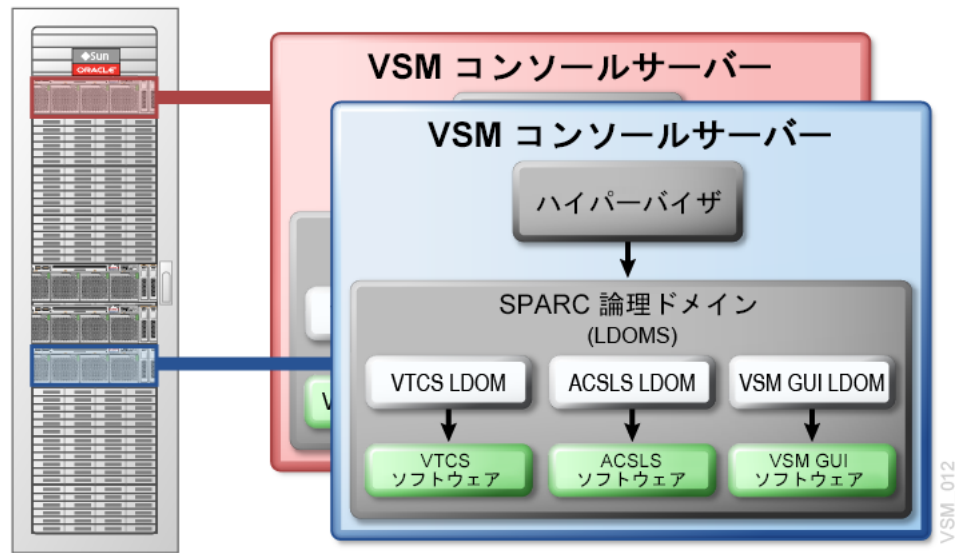 Sun
ORACLE
VSM コンソールサーバー
VSM コンソールサーバー
ハイパーバイザ
SPARC 論理ドメイン
(LDOMS)
VTCS LDOM
ACSLS LDOM
VSM GUI LDOM
VTCS
ソフトウェア
ACSLS
ソフトウェア
VSM GUI
ソフトウェア
V
VSM 012